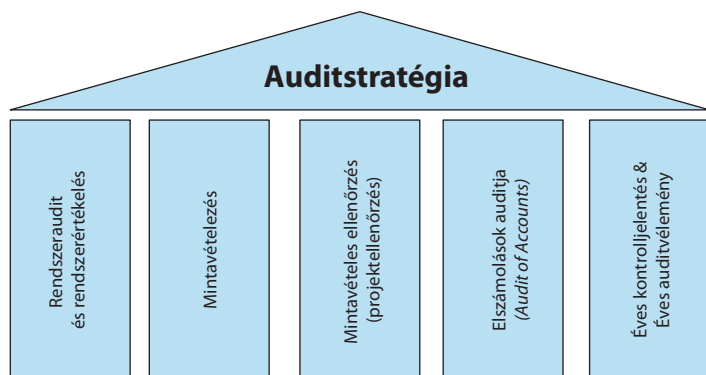 Auditstratégia
Rendszeraudit
és rendszerértékelés
Mintavételezés
Mintavételes ellenőrzés
(projektellenőrzés)
Elszámolások auditja
(Audit of Accounts)
Éves kontrolljelentés &
Éves auditvélemény